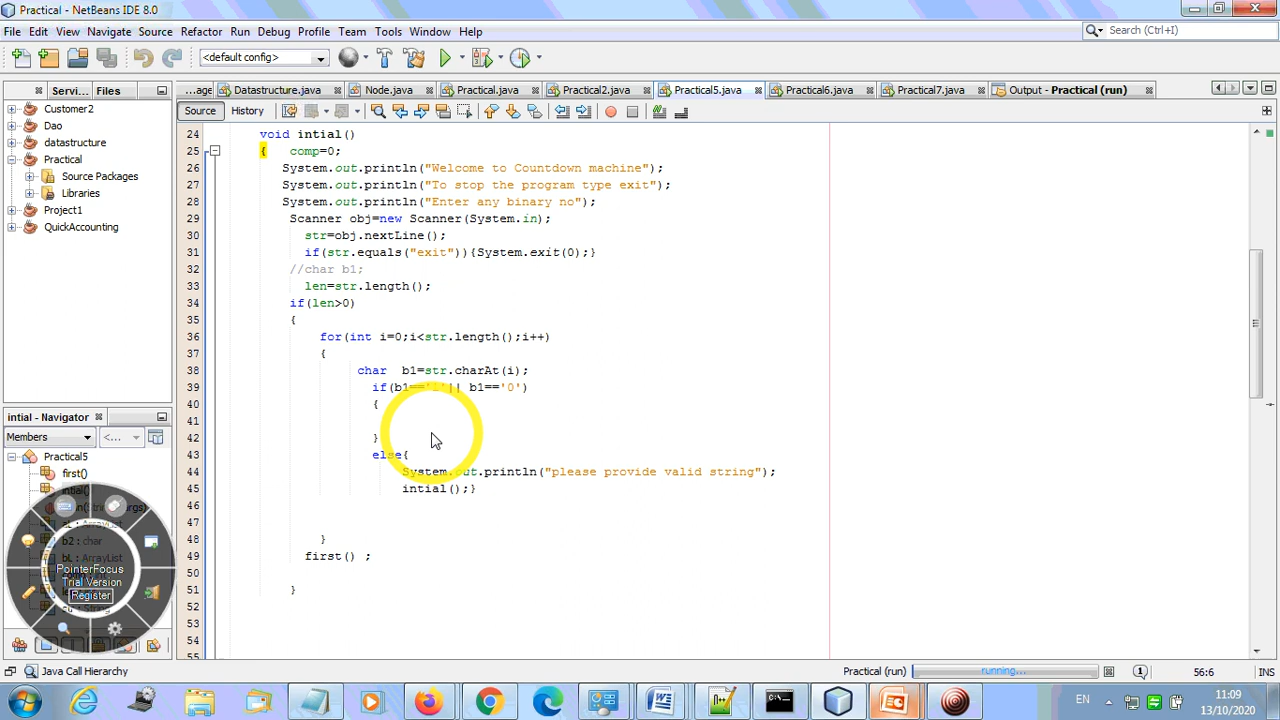 Practical - NetBeans IDE 8.0
File Edit View Navigate Source Refactor Run Debug Profile Team Tools Window Help
Search (Ctrl+I)
<default config>
Servi... Files
...age Datastructure.java Node.java Practical.java Practical2.java Practical5.java Practical6.java Practical7.java Output - Practical (run)
Source History
Customer2
Dao
datastructure
Practical
Source Packages
Libraries
Project1
QuickAccounting
24 void intial()
25 { comp=0;
26 System.out.println("Welcome to Countdown machine");
27 System.out.println("To stop the program type exit");
28 System.out.println("Enter any binary no");
29 Scanner obj=new Scanner(System.in);
30 str=obj.nextLine();
31 if(str.equals("exit")){System.exit(0);}
32 //char b1;
33 len=str.length();
34 if(len>0)
35 {
36 for(int i=0;i<str.length();i++)
37 {
38 char b1=str.charAt(i);
39 if(b1=='1'|| b1=='0')
40 {
41
42 }
43 else{
44 System.out.println("please provide valid string");
45 intial();}
46
47
48 }
49 first() ;
50
51 }
52
53
54
55
intial() - Navigator
Members <...
Practical5
first()
intial()
b2 : char
PointerFocus
Trial Version
Register
Java Call Hierarchy
Practical (run) running... 1 56:6 INS
EN 11:09
13/10/2020